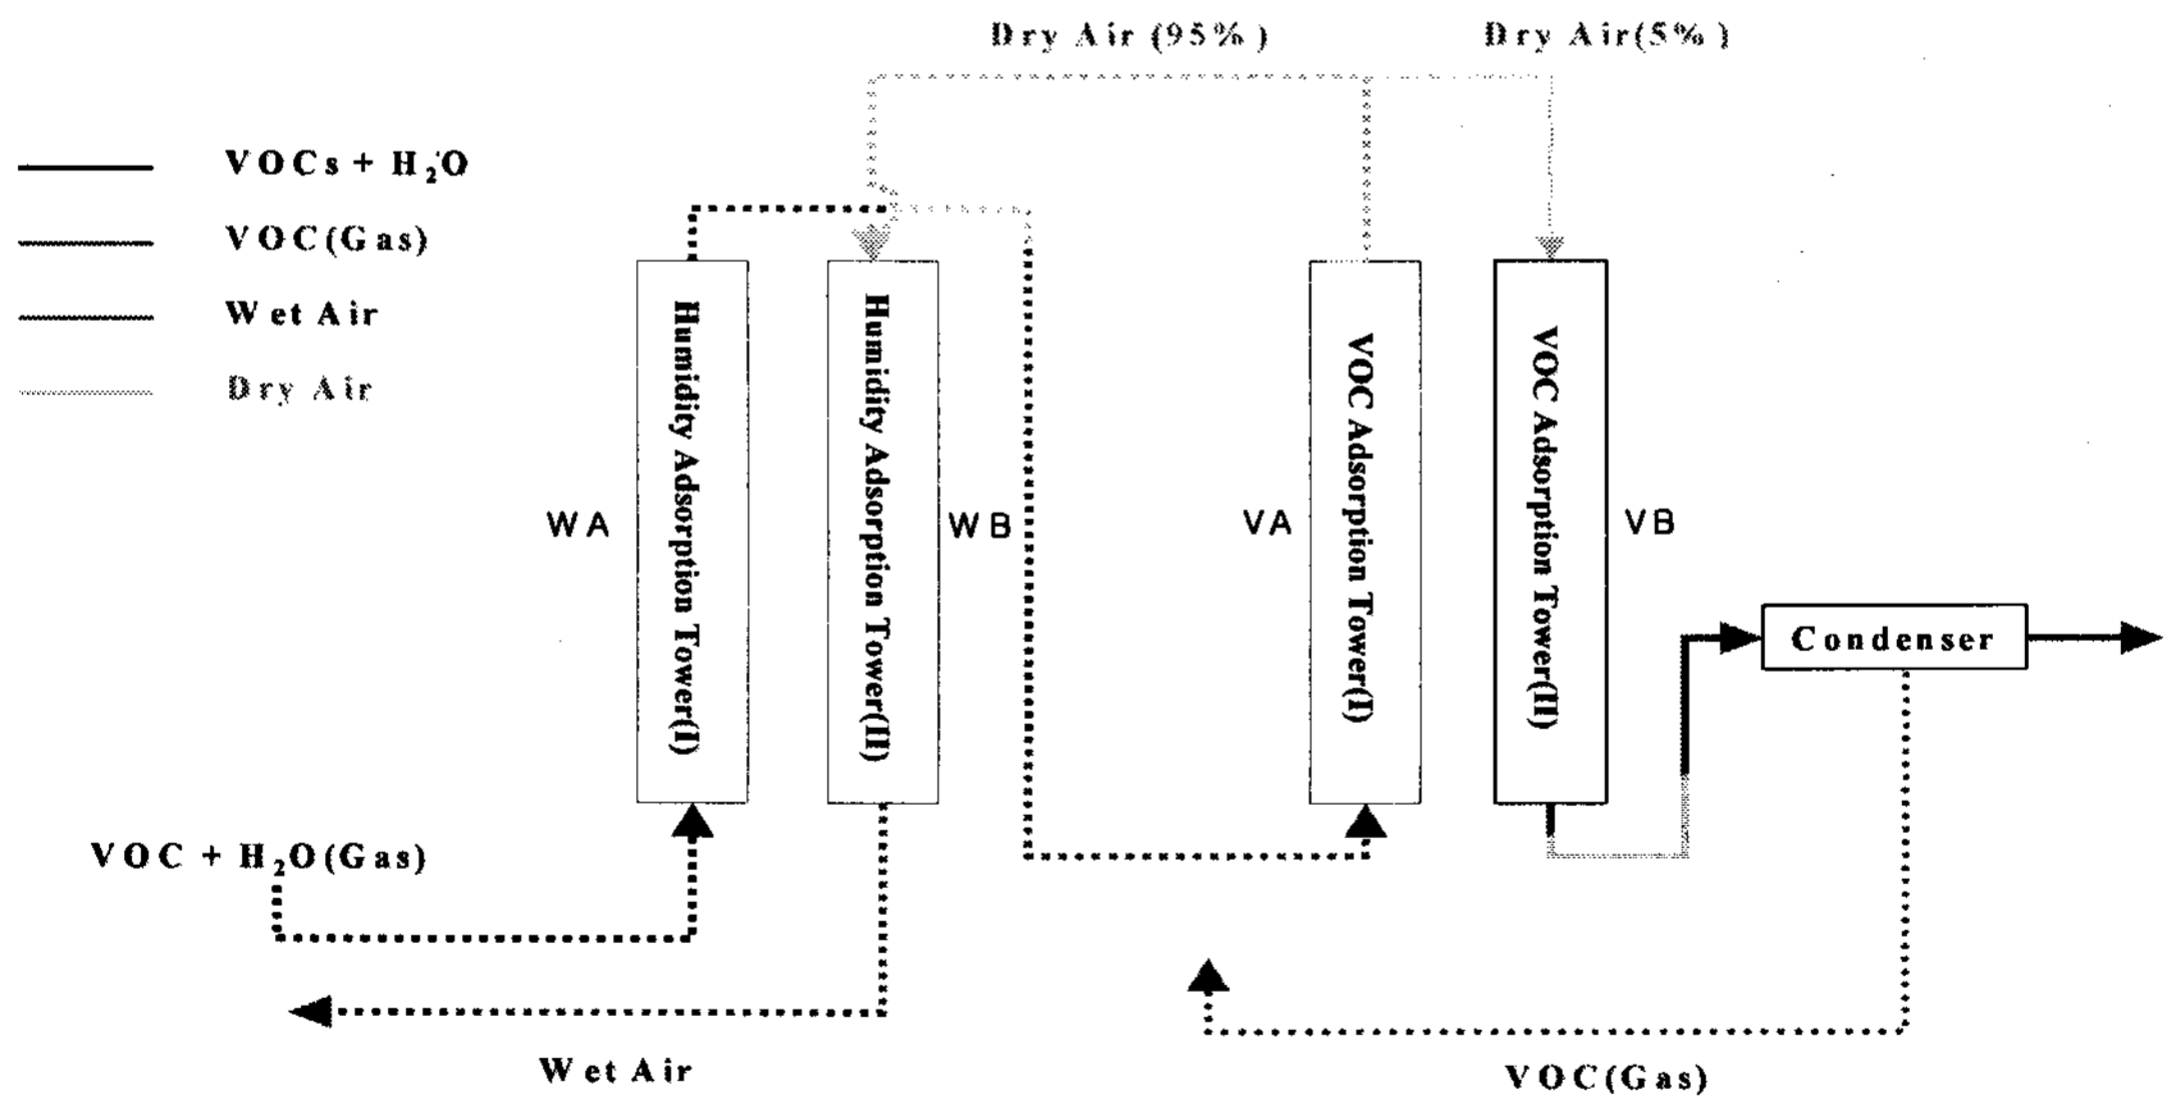 Dry Air (95%)
Dry Air(5%)
VOCs + H₂O
VOC(Gas)
Wet Air
Dry Air
Humidity Adsorption Tower(I)
Humidity Adsorption Tower(II)
VOC Adsorption Tower(I)
VOC Adsorption Tower(II)
WA
WB
VA
VB
Condenser
VOC + H₂O(Gas)
Wet Air
VOC(Gas)